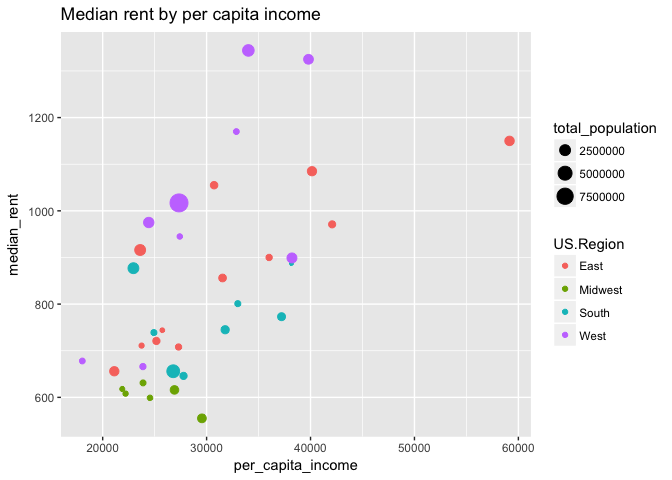 Median rent by per capita income
median_rent
1200
1000
800
600
20000 30000 40000 50000 60000
per_capita_income
total_population
2500000
5000000
7500000
US.Region
East
Midwest
South
West